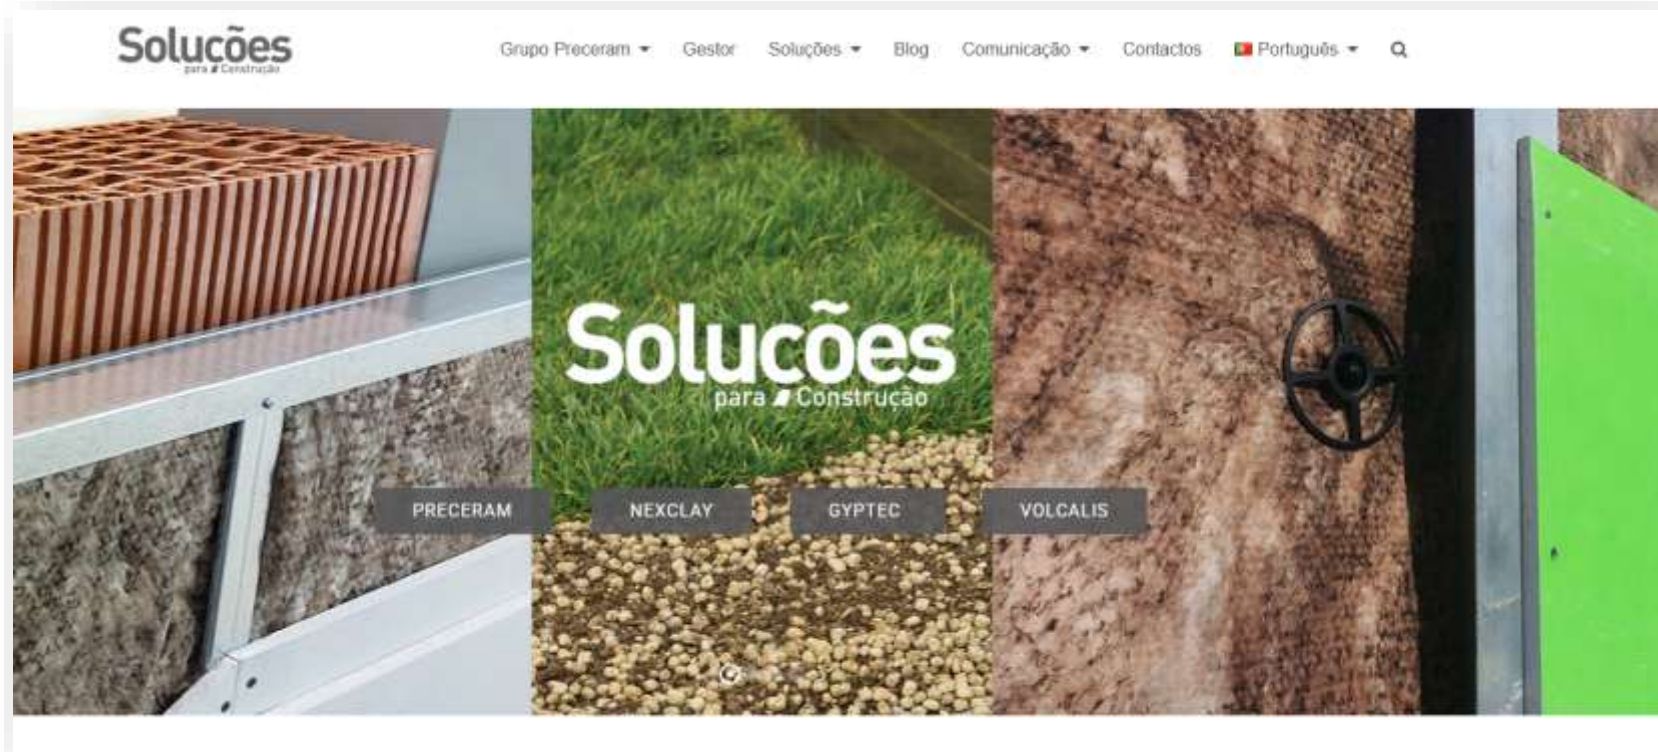 Soluções
para Construção
Grupo Preceram Gestor Soluções Blog Comunicação Contactos Português
Soluções
para Construção
PRECERAM NEXCLAY GYPTEC VOLCALIS